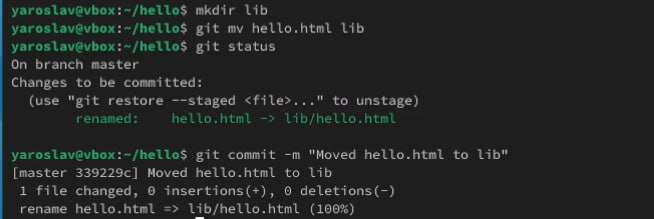 yaroslav@vbox:~/hello$ mkdir lib
yaroslav@vbox:~/hello$ git mv hello.html lib
yaroslav@vbox:~/hello$ git status
On branch master
Changes to be committed:
  (use "git restore --staged <file>..." to unstage)
        renamed:    hello.html -> lib/hello.html

yaroslav@vbox:~/hello$ git commit -m "Moved hello.html to lib"
[master 339229c] Moved hello.html to lib
 1 file changed, 0 insertions(+), 0 deletions(-)
 rename hello.html => lib/hello.html (100%)